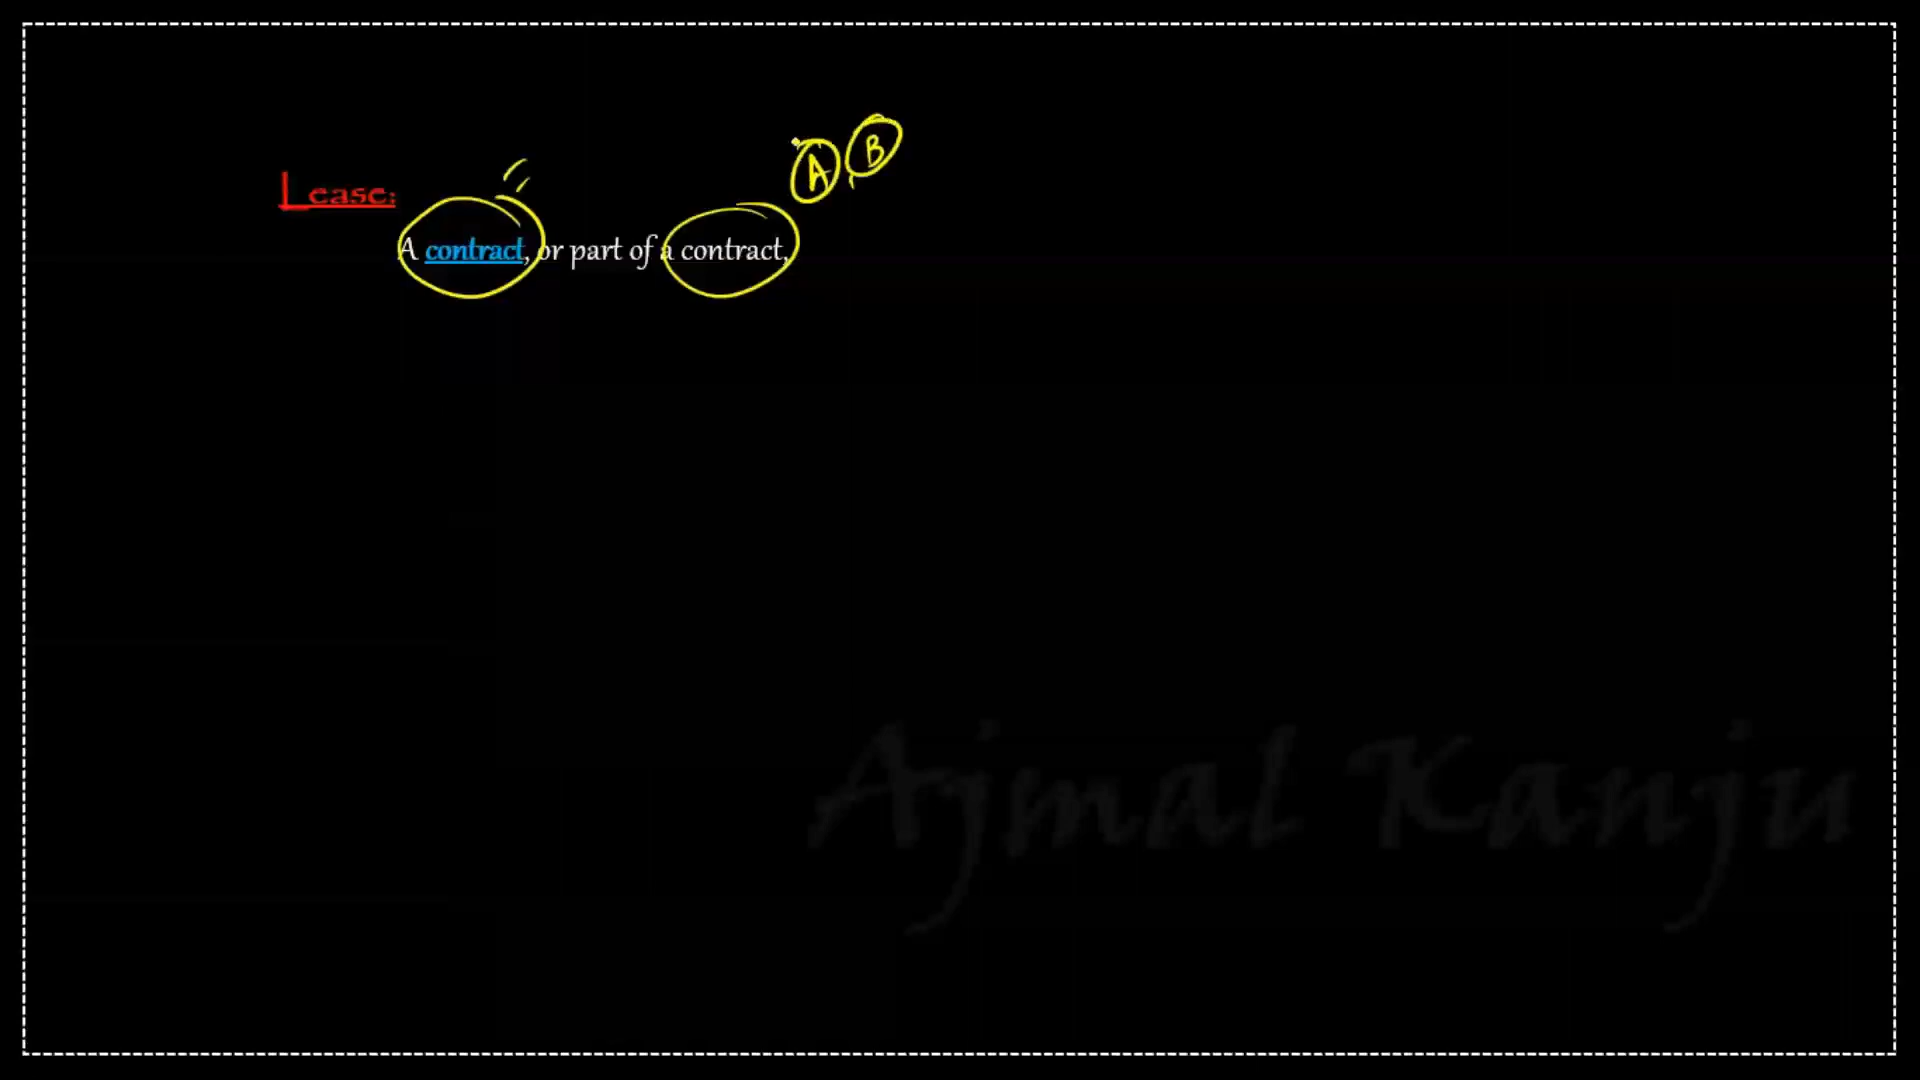 A B
Lease:
A contract, or part of a contract,
Ajmal Kanju